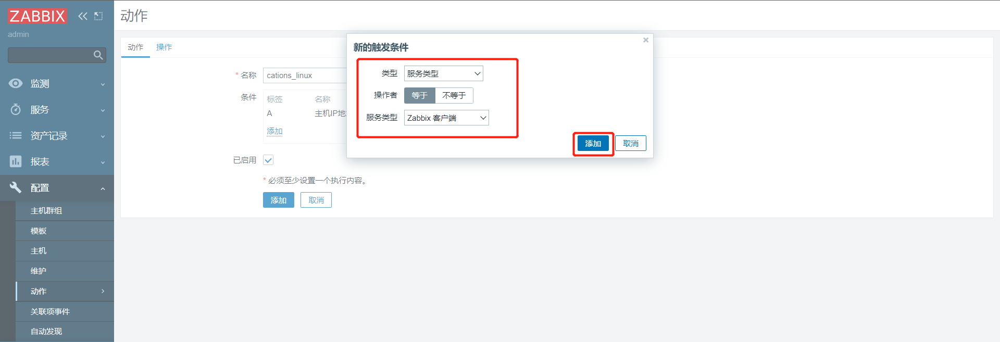 ZABBIX
admin
监测
服务
资产记录
报表
配置
主机群组
模板
主机
维护
动作
关联项事件
自动发现
动作
动作 操作
* 名称 cations_linux
条件 标签 名称
A 主机IP地
添加
已启用
* 必须至少设置一个执行内容。
添加 取消
新的触发条件
类型 服务类型
操作者 等于 不等于
服务类型 Zabbix 客户端
添加 取消